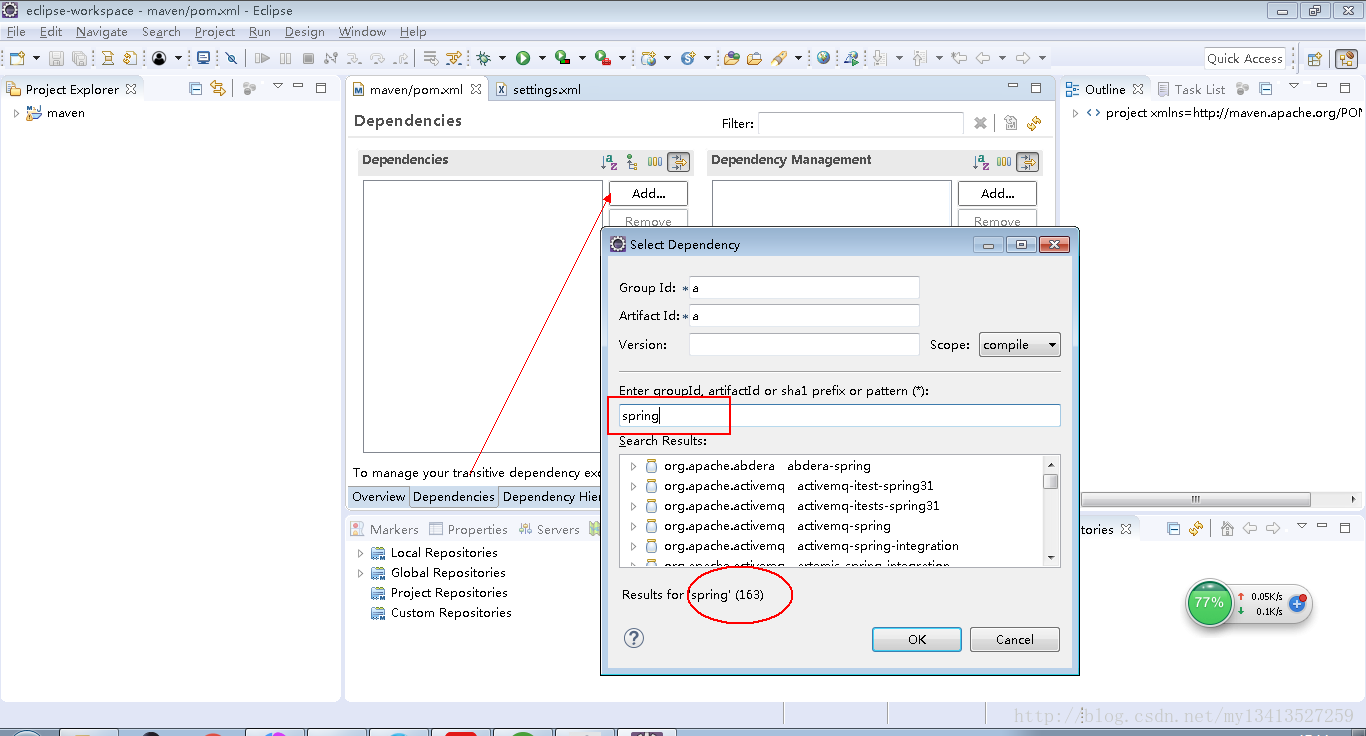 eclipse-workspace - maven/pom.xml - Eclipse
File Edit Navigate Search Project Run Design Window Help
Quick Access
Project Explorer
maven
maven/pom.xml
settings.xml
Dependencies
Filter:
Dependencies
Add...
Remove
To manage your transitive dependency exc
Overview Dependencies Dependency Hier
Dependency Management
Add...
Remove
Outline
Task List
project xmlns=http://maven.apache.org/POM
Select Dependency
Group Id: * a
Artifact Id: * a
Version:
Scope: compile
Enter groupId, artifactId or sha1 prefix or pattern (*):
spring
Search Results:
org.apache.abdera abdera-spring
org.apache.activemq activemq-itest-spring31
org.apache.activemq activemq-itests-spring31
org.apache.activemq activemq-spring
org.apache.activemq activemq-spring-integration
org.apache.activemq artemis-spring-integration
Results for 'spring' (163)
OK
Cancel
Markers Properties Servers
tories
Local Repositories
Global Repositories
Project Repositories
Custom Repositories
77%
0.05K/s
0.1K/s
http://blog.csdn.net/my13413527259